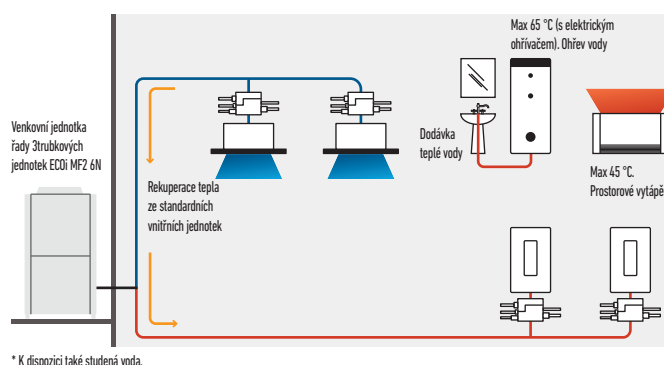 Max 65 °C (s elektrickým
ohřívačem). Ohřev vody
Venkovní jednotka
řady 3trubkových
jednotek ECOi MF2 6N
Dodávka
teplé vody
Max 45 °C.
Prostorové vytápě
Rekuperace tepla
ze standardních
vnitřních jednotek
* K dispozici také studená voda.